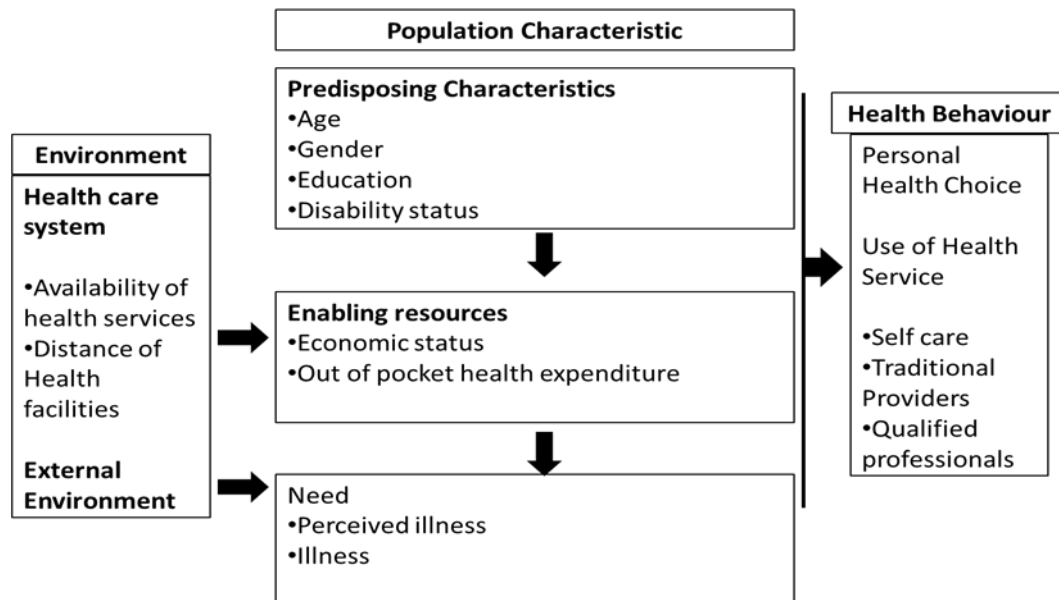 Population Characteristic
Predisposing Characteristics
•Age
•Gender
•Education
•Disability status
Environment
Health care
system
•Availability of
health services
•Distance of
Health
facilities
External
Environment
Enabling resources
•Economic status
•Out of pocket health expenditure
Need
•Perceived illness
•Illness
Health Behaviour
Personal
Health Choice
Use of Health
Service
•Self care
•Traditional
Providers
•Qualified
professionals